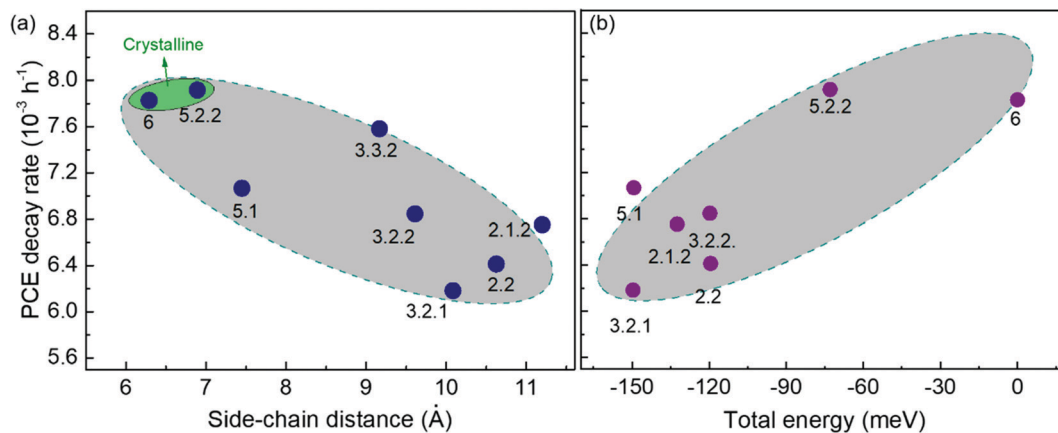 (a)
Crystalline
PCE decay rate (10⁻³ h⁻¹)
8.4
8.0
7.6
7.2
6.8
6.4
6.0
5.6
6
5.2.2
3.3.2
5.1
3.2.2
2.1.2
2.2
3.2.1
6 7 8 9 10 11
Side-chain distance (Å)
(b)
5.2.2
6
5.1
2.1.2
3.2.2.
2.2
3.2.1
-150 -120 -90 -60 -30 0
Total energy (meV)